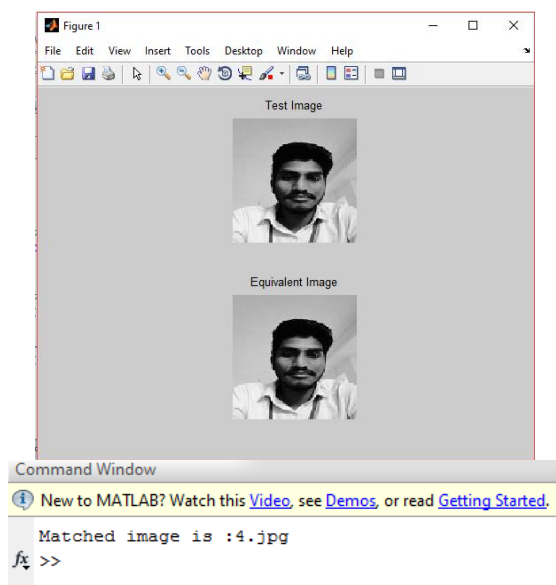 Figure 1
File Edit View Insert Tools Desktop Window Help
Test Image
Equivalent Image
Command Window
New to MATLAB? Watch this Video, see Demos, or read Getting Started.
Matched image is :4.jpg
fx >>